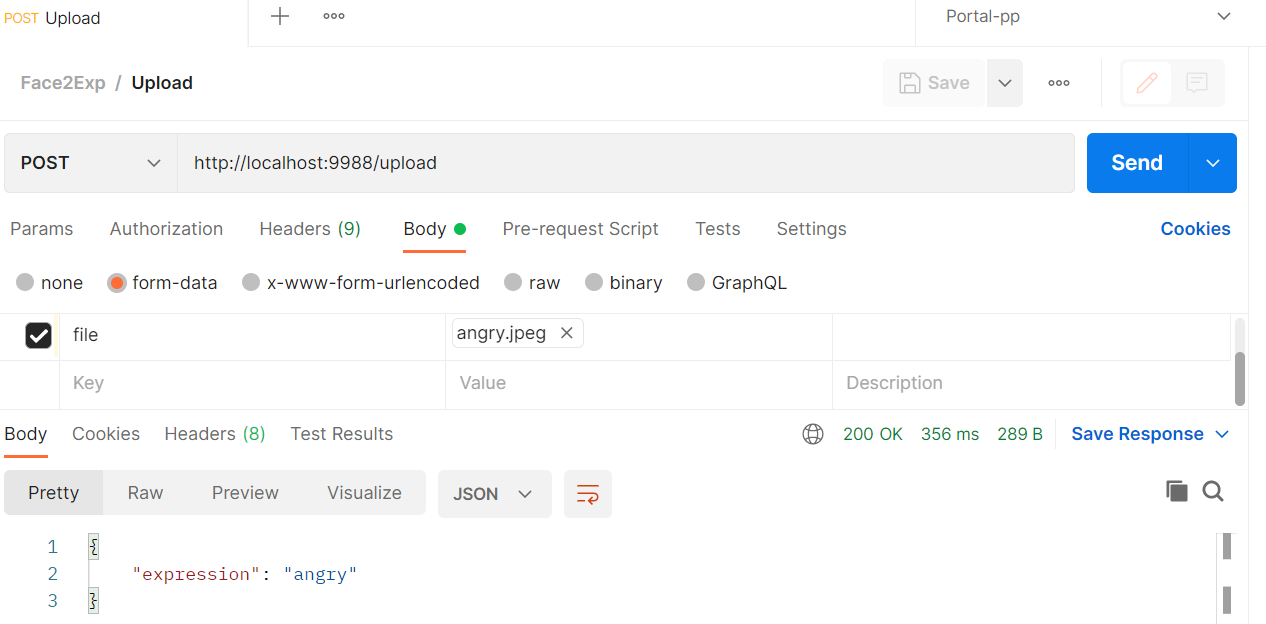 POST Upload
Portal-pp
Face2Exp / Upload
Save
POST http://localhost:9988/upload Send
Params Authorization Headers (9) Body Pre-request Script Tests Settings Cookies
none form-data x-www-form-urlencoded raw binary GraphQL
file angry.jpeg
Key Value Description
Body Cookies Headers (8) Test Results 200 OK 356 ms 289 B Save Response
Pretty Raw Preview Visualize JSON
1 {
2 "expression": "angry"
3 }